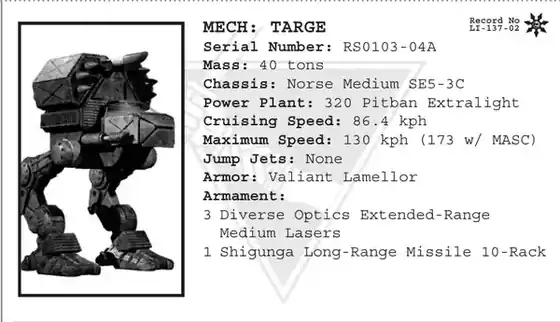 MECH: TARGE
Record No
LI-137-02
Serial Number: RS0103-04A
Mass: 40 tons
Chassis: Norse Medium SE5-3C
Power Plant: 320 Pitban Extralight
Cruising Speed: 86.4 kph
Maximum Speed: 130 kph (173 w/ MASC)
Jump Jets: None
Armor: Valiant Lamellor
Armament:
3 Diverse Optics Extended-Range
Medium Lasers
1 Shigunga Long-Range Missile 10-Rack